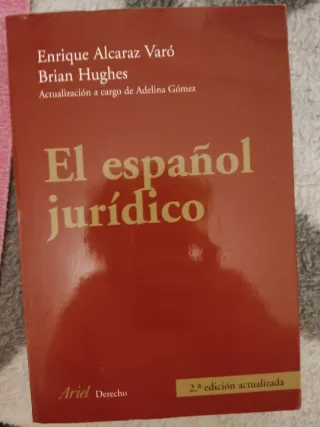 Enrique Alcaraz Varó
Brian Hughes
Actualización a cargo de Adelina Gómez
El español
jurídico
2.ª edición actualizada
Ariel Derecho